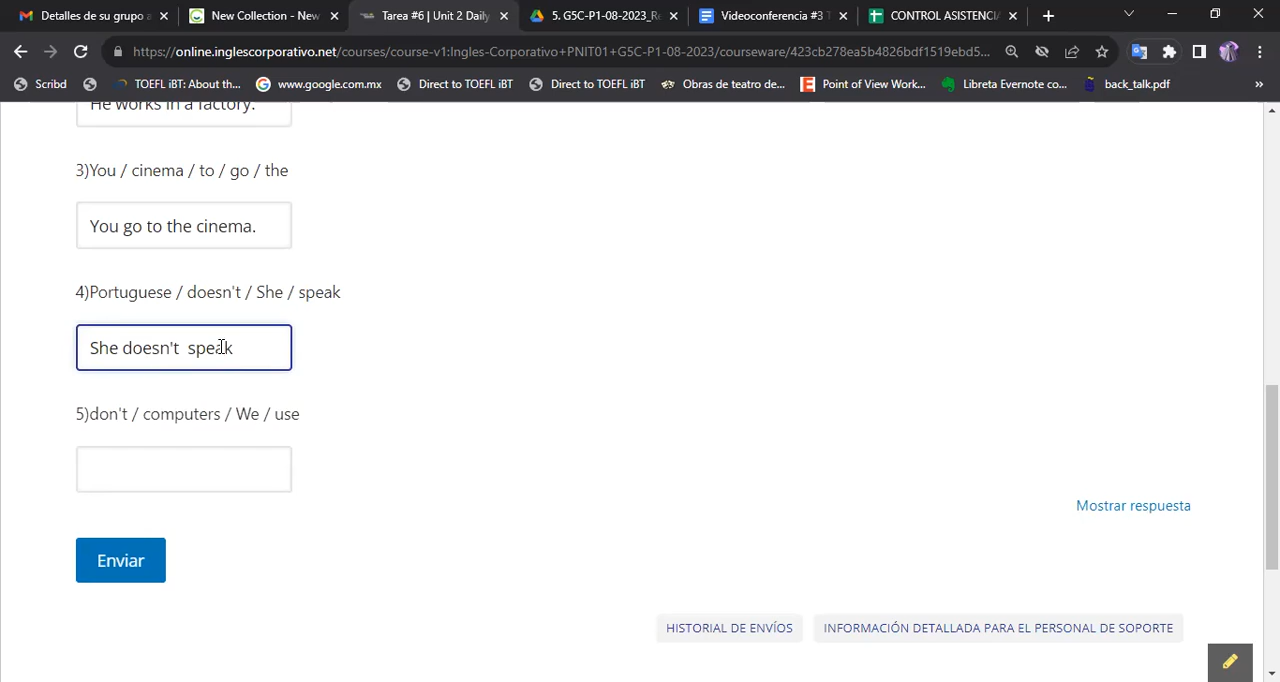 Detalles de su grupo a
New Collection - New
Tarea #6 | Unit 2 Daily
5. G5C-P1-08-2023_Re
Videoconferencia #3 T
CONTROL ASISTENCIA
https://online.inglescorporativo.net/courses/course-v1:Ingles-Corporativo+PNIT01+G5C-P1-08-2023/courseware/423cb278ea5b4826bdf1519ebd5...
Scribd
TOEFL iBT: About th...
www.google.com.mx
Direct to TOEFL iBT
Direct to TOEFL iBT
Obras de teatro de...
Point of View Work...
Libreta Evernote co...
back_talk.pdf
»
He works in a factory.
3)You / cinema / to / go / the
You go to the cinema.
4)Portuguese / doesn't / She / speak
She doesn't  speak
5)don't / computers / We / use
Mostrar respuesta
Enviar
HISTORIAL DE ENVÍOS
INFORMACIÓN DETALLADA PARA EL PERSONAL DE SOPORTE